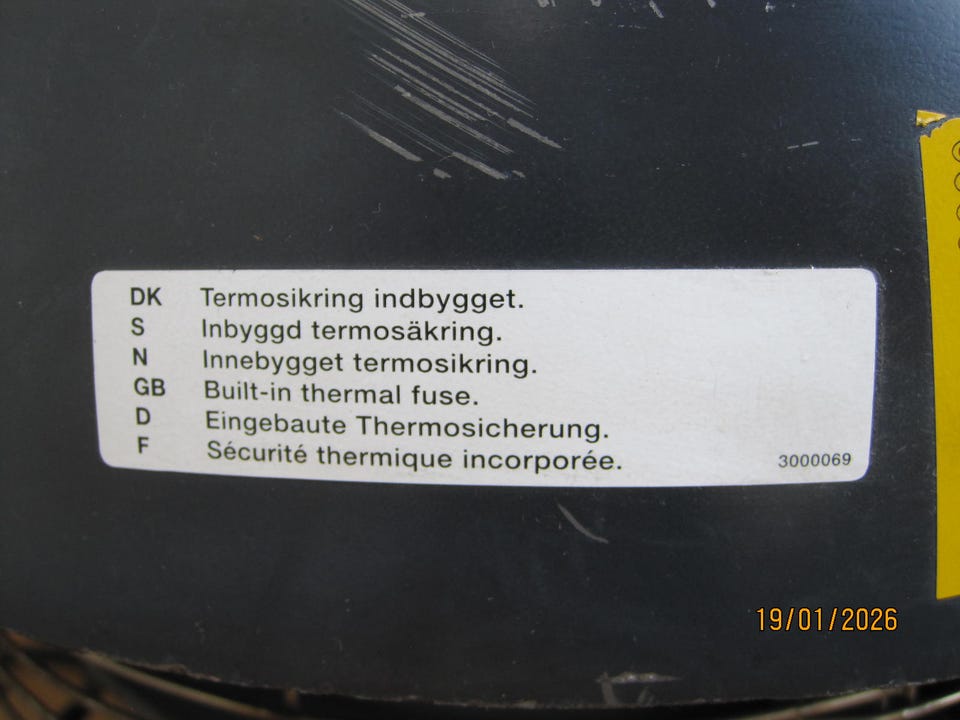 DK Termosikring indbygget.
S Inbyggd termosäkring.
N Innebygget termosikring.
GB Built-in thermal fuse.
D Eingebaute Thermosicherung.
F Sécurité thermique incorporée.
3000069
19/01/2026